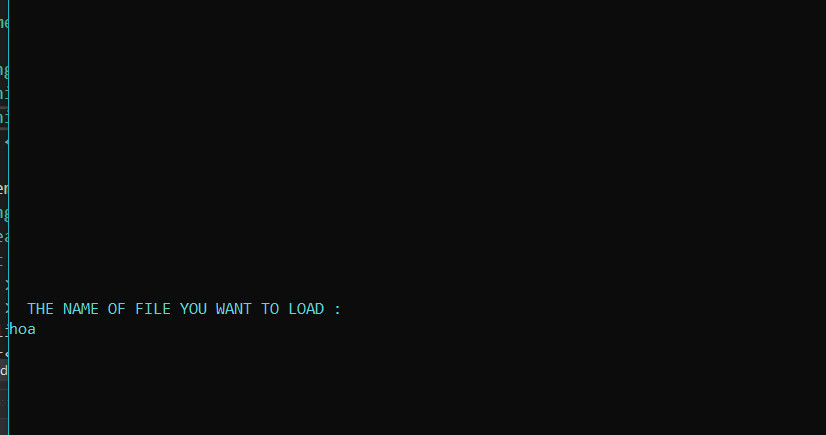 THE NAME OF FILE YOU WANT TO LOAD :
hoa